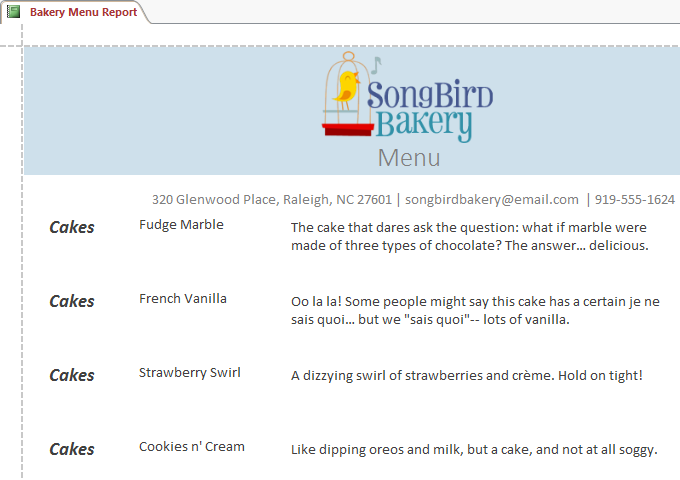 Bakery Menu Report
SongBird
Bakery
Menu
320 Glenwood Place, Raleigh, NC 27601 | songbirdbakery@email.com | 919-555-1624
Cakes Fudge Marble The cake that dares ask the question: what if marble were
made of three types of chocolate? The answer... delicious.
Cakes French Vanilla Oo la la! Some people might say this cake has a certain je ne
sais quoi... but we "sais quoi"-- lots of vanilla.
Cakes Strawberry Swirl A dizzying swirl of strawberries and crème. Hold on tight!
Cakes Cookies n' Cream Like dipping oreos and milk, but a cake, and not at all soggy.